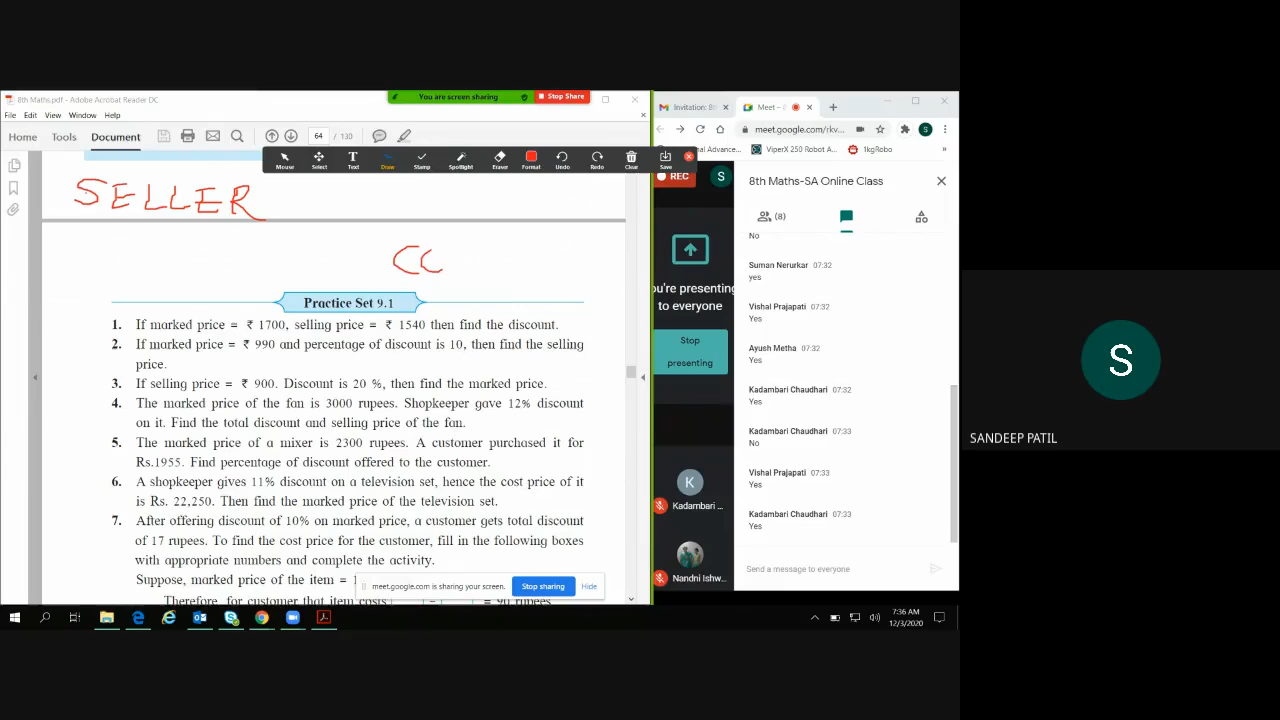 8th Maths.pdf - Adobe Acrobat Reader DC
You are screen sharing
Stop Share
File Edit View Window Help
Home Tools Document
64 / 130
Mouse Select Text Draw Stamp Spotlight Eraser Format Undo Redo Clear Save
SELLER
CC
Practice Set 9.1
1. If marked price = ₹ 1700, selling price = ₹ 1540 then find the discount.
2. If marked price = ₹ 990 and percentage of discount is 10, then find the selling
price.
3. If selling price = ₹ 900. Discount is 20 %, then find the marked price.
4. The marked price of the fan is 3000 rupees. Shopkeeper gave 12% discount
on it. Find the total discount and selling price of the fan.
5. The marked price of a mixer is 2300 rupees. A customer purchased it for
Rs.1955. Find percentage of discount offered to the customer.
6. A shopkeeper gives 11% discount on a television set, hence the cost price of it
is Rs. 22,250. Then find the marked price of the television set.
7. After offering discount of 10% on marked price, a customer gets total discount
of 17 rupees. To find the cost price for the customer, fill in the following boxes
with appropriate numbers and complete the activity.
Suppose, marked price of the item = 1
Therefore, for customer that item costs - = 90 rupees
meet.google.com is sharing your screen. Stop sharing Hide
Invitation: 8t
Meet –
meet.google.com/rkv...
S
onal Advance...
ViperX 250 Robot A...
1kgRobo
»
REC
S
8th Maths-SA Online Class
(8)
You're presenting
to everyone
Stop
presenting
K
Kadambari ...
Nandni Ishw...
No
Suman Nerurkar 07:32
yes
Vishal Prajapati 07:32
Yes
Ayush Metha 07:32
Yes
Kadambari Chaudhari 07:32
Yes
Kadambari Chaudhari 07:33
No
Vishal Prajapati 07:33
Yes
Kadambari Chaudhari 07:33
Yes
Send a message to everyone
7:36 AM
12/3/2020
S
SANDEEP PATIL